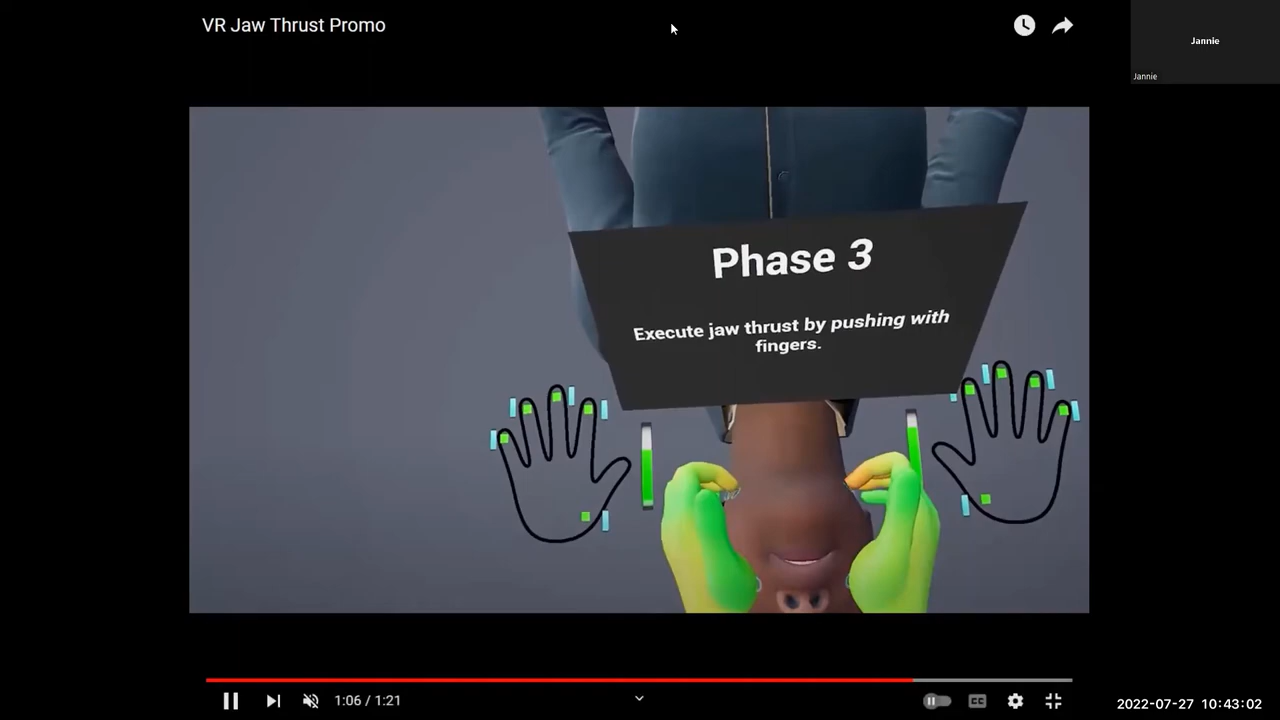 VR Jaw Thrust Promo
Jannie
Jannie
Phase 3
Execute jaw thrust by pushing with
fingers.
1:06 / 1:21
CC
2022-07-27 10:43:02